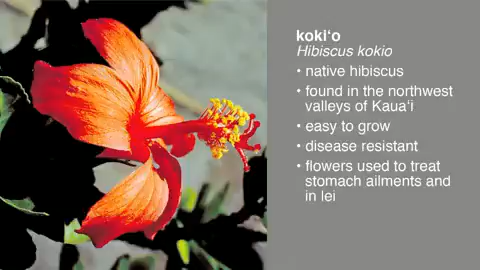 kokiʻo
Hibiscus kokio
• native hibiscus
• found in the northwest
valleys of Kauaʻi
• easy to grow
• disease resistant
• flowers used to treat
stomach ailments and
in lei